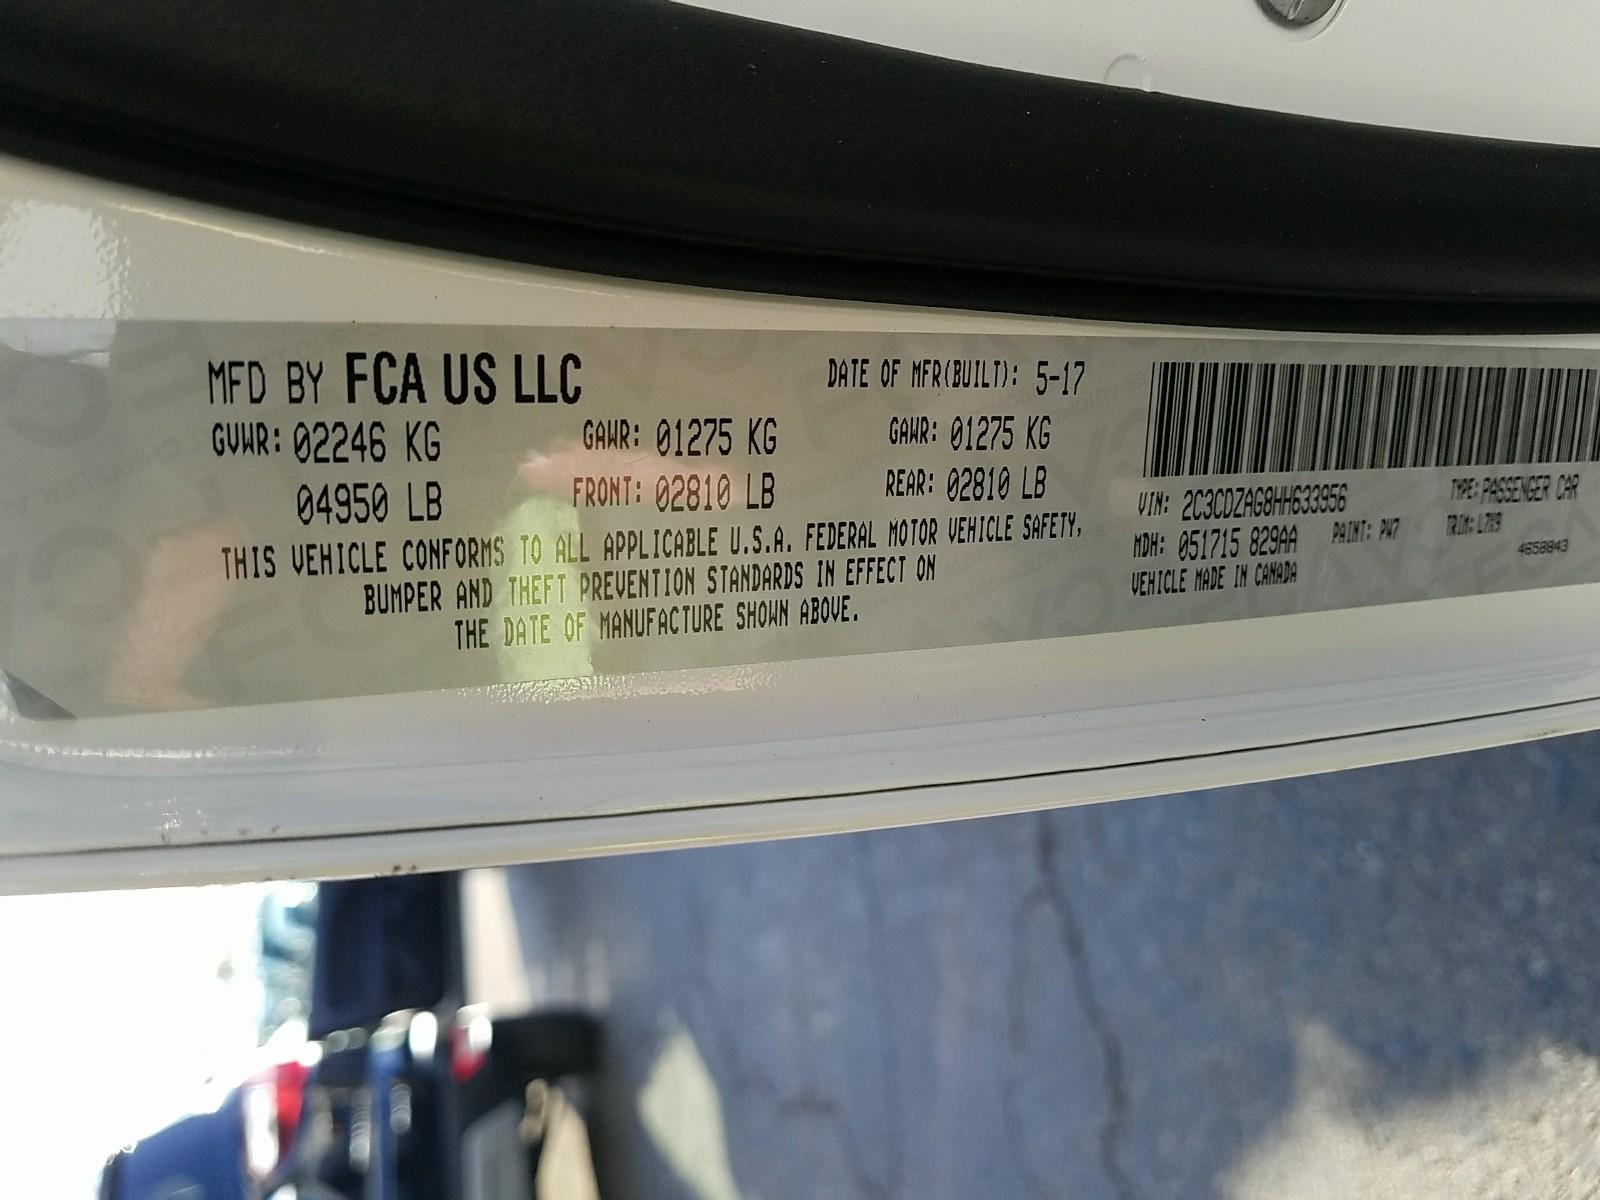 MFD BY FCA US LLC
DATE OF MFR(BUILT): 5-17
GVWR: 02246 KG
04950 LB
GAWR: 01275 KG
FRONT: 02810 LB
GAWR: 01275 KG
REAR: 02810 LB
THIS VEHICLE CONFORMS TO ALL APPLICABLE U.S.A. FEDERAL MOTOR VEHICLE SAFETY,
BUMPER AND THEFT PREVENTION STANDARDS IN EFFECT ON
THE DATE OF MANUFACTURE SHOWN ABOVE.
VIN: 2C3CDZAG8HH633956
TYPE: PASSENGER CAR
MDH: 051715 829AA
PAINT: PW7
TRIM: L7X9
4658843
VEHICLE MADE IN CANADA